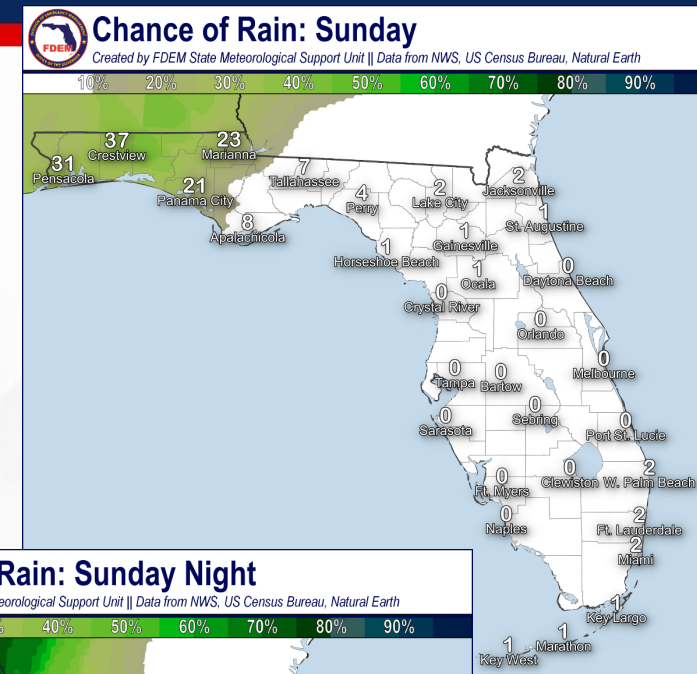 FDEM
Chance of Rain: Sunday
Created by FDEM State Meteorological Support Unit || Data from NWS, US Census Bureau, Natural Earth
10% 20% 30% 40% 50% 60% 70% 80% 90%
37
Crestview
23
Marianna
31
Pensacola
21
Panama City
8
Apalachicola
7
Tallahassee
4
Perry
2
Lake City
2
Jacksonville
1
St. Augustine
1
Gainesville
1
Horseshoe Beach
1
Ocala
0
Daytona Beach
0
Crystal River
0
Orlando
0
Melbourne
0
Tampa
0
Bartow
0
Sebring
0
Sarasota
0
Port St. Lucie
0
Ft. Myers
0
Clewiston
2
W. Palm Beach
0
Naples
2
Ft. Lauderdale
2
Miami
1
Key Largo
1
Marathon
1
Key West
Rain: Sunday Night
eorological Support Unit || Data from NWS, US Census Bureau, Natural Earth
40% 50% 60% 70% 80% 90%